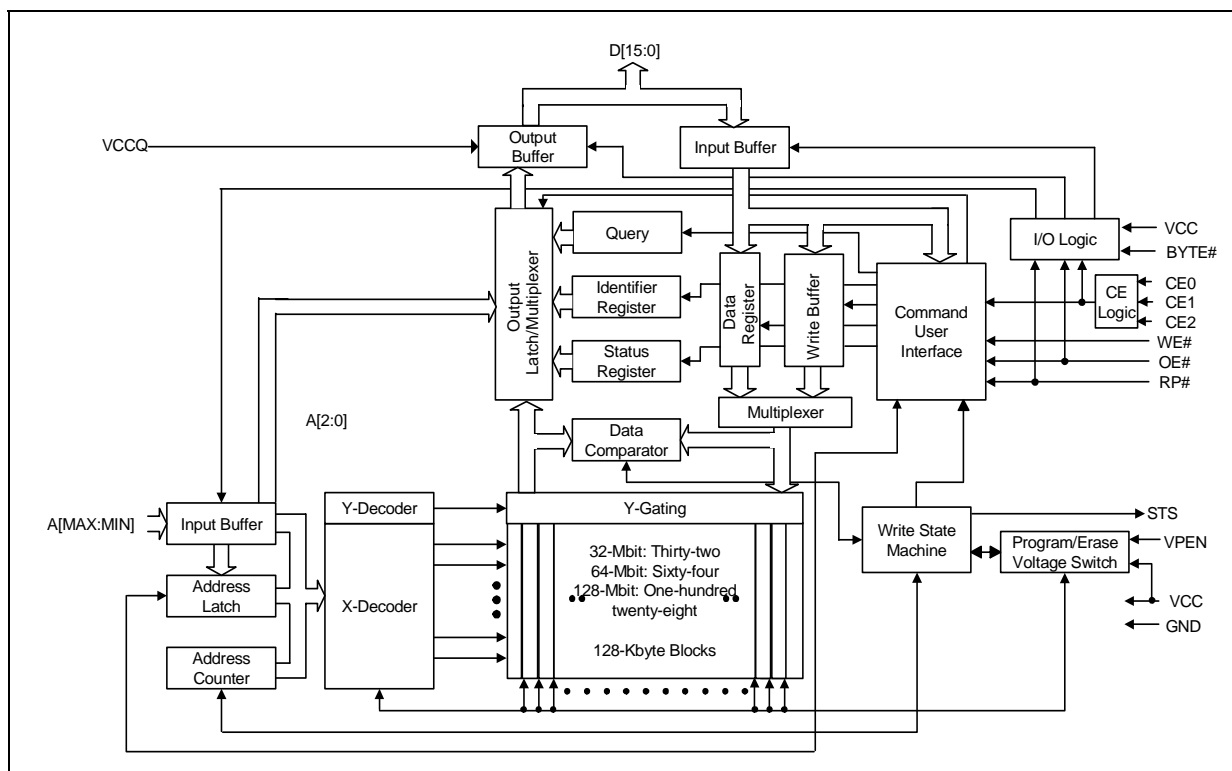 D[15:0]
VCCQ
Output
Buffer
Input Buffer
Output
Latch/Multiplexer
Query
Identifier
Register
Status
Register
Data
Register
Write Buffer
Command
User
Interface
I/O Logic
VCC
BYTE#
CE
Logic
CE0
CE1
CE2
WE#
OE#
RP#
Multiplexer
A[2:0]
Data
Comparator
A[MAX:MIN]
Input Buffer
Y-Decoder
Y-Gating
Address
Latch
X-Decoder
Address
Counter
32-Mbit: Thirty-two
64-Mbit: Sixty-four
128-Mbit: One-hundred
twenty-eight
128-Kbyte Blocks
Write State
Machine
Program/Erase
Voltage Switch
STS
VPEN
VCC
GND